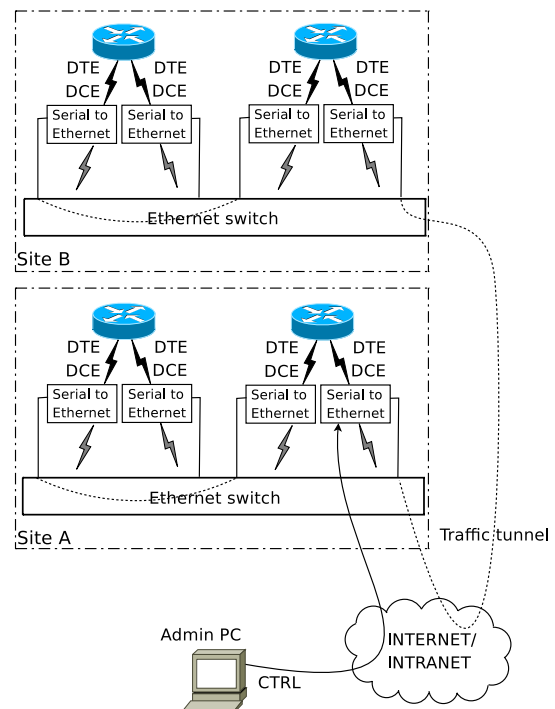 DTE DTE DTE DTE
DCE DCE DCE DCE
Serial to Ethernet
Serial to Ethernet
Serial to Ethernet
Serial to Ethernet
Ethernet switch
Site B
DTE DTE DTE DTE
DCE DCE DCE DCE
Serial to Ethernet
Serial to Ethernet
Serial to Ethernet
Serial to Ethernet
Ethernet switch
Site A
Traffic tunnel
Admin PC
CTRL
INTERNET/
INTRANET